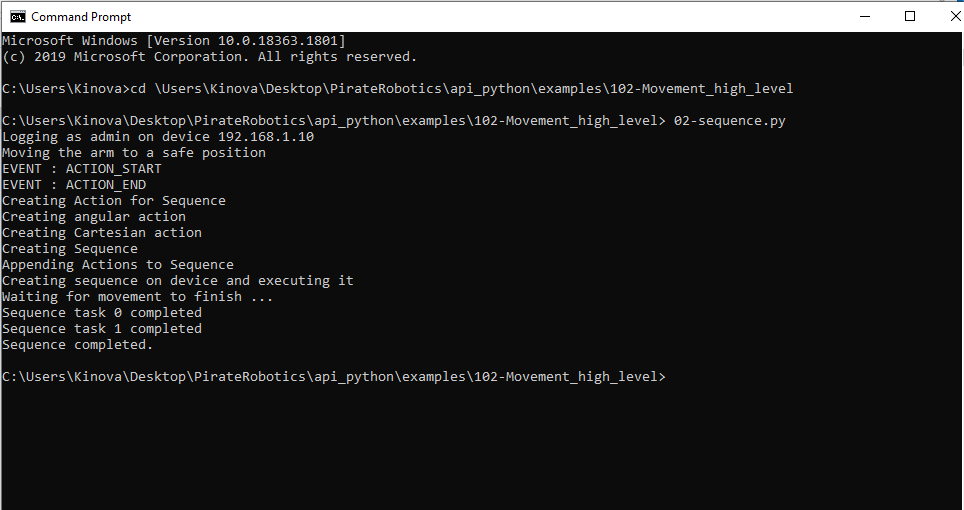 Command Prompt
Microsoft Windows [Version 10.0.18363.1801]
(c) 2019 Microsoft Corporation. All rights reserved.
C:\Users\Kinova>cd \Users\Kinova\Desktop\PirateRobotics\api_python\examples\102-Movement_high_level
C:\Users\Kinova\Desktop\PirateRobotics\api_python\examples\102-Movement_high_level> 02-sequence.py
Logging as admin on device 192.168.1.10
Moving the arm to a safe position
EVENT : ACTION_START
EVENT : ACTION_END
Creating Action for Sequence
Creating angular action
Creating Cartesian action
Creating Sequence
Appending Actions to Sequence
Creating sequence on device and executing it
Waiting for movement to finish ...
Sequence task 0 completed
Sequence task 1 completed
Sequence completed.
C:\Users\Kinova\Desktop\PirateRobotics\api_python\examples\102-Movement_high_level>